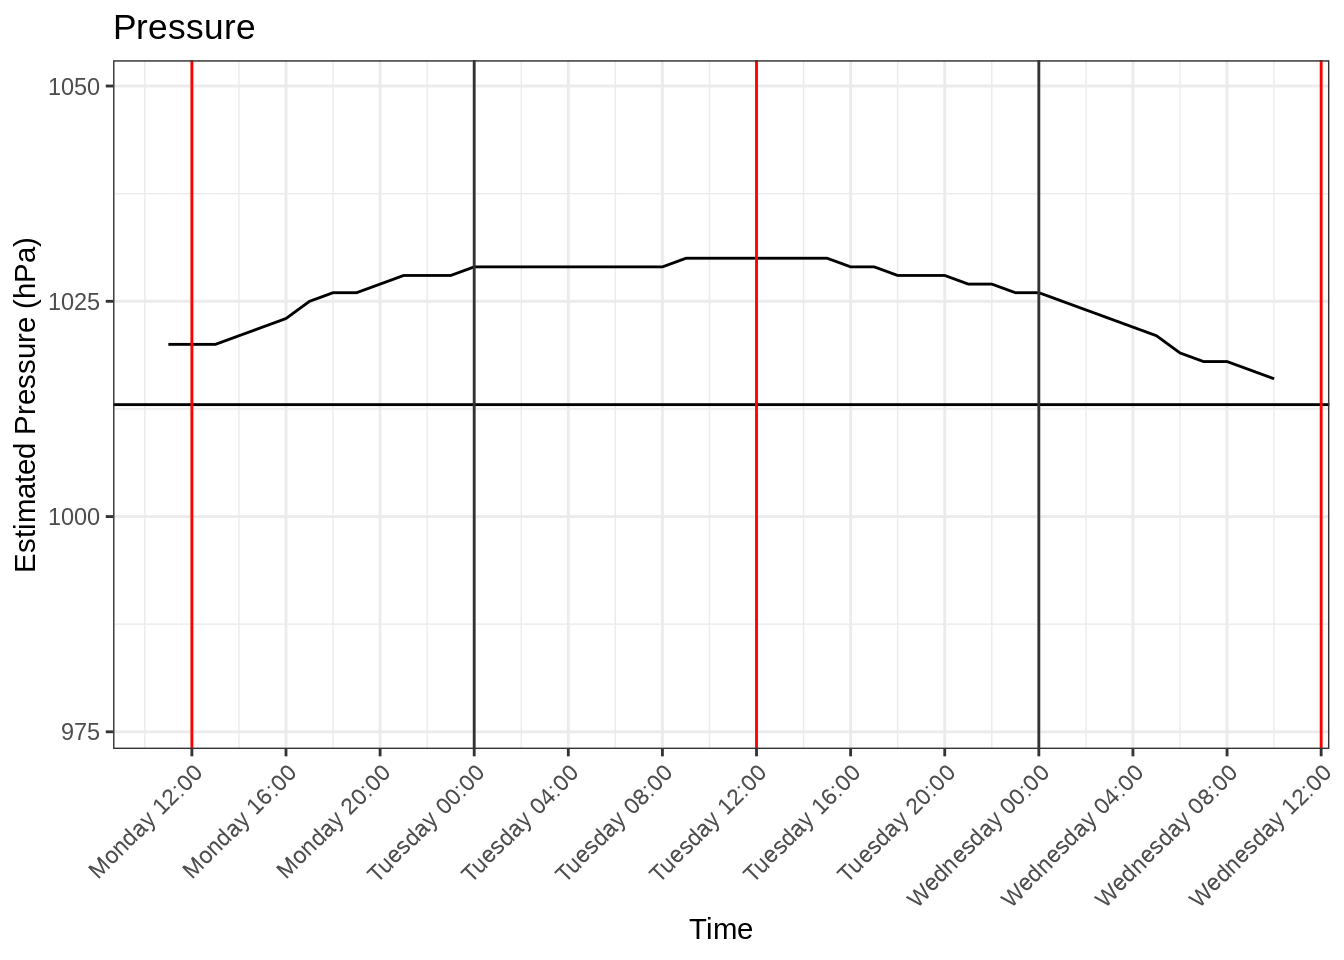 Pressure
Estimated Pressure (hPa)
1050
1025
1000
975
Monday 12:00
Monday 16:00
Monday 20:00
Tuesday 00:00
Tuesday 04:00
Tuesday 08:00
Tuesday 12:00
Tuesday 16:00
Tuesday 20:00
Wednesday 00:00
Wednesday 04:00
Wednesday 08:00
Wednesday 12:00
Time